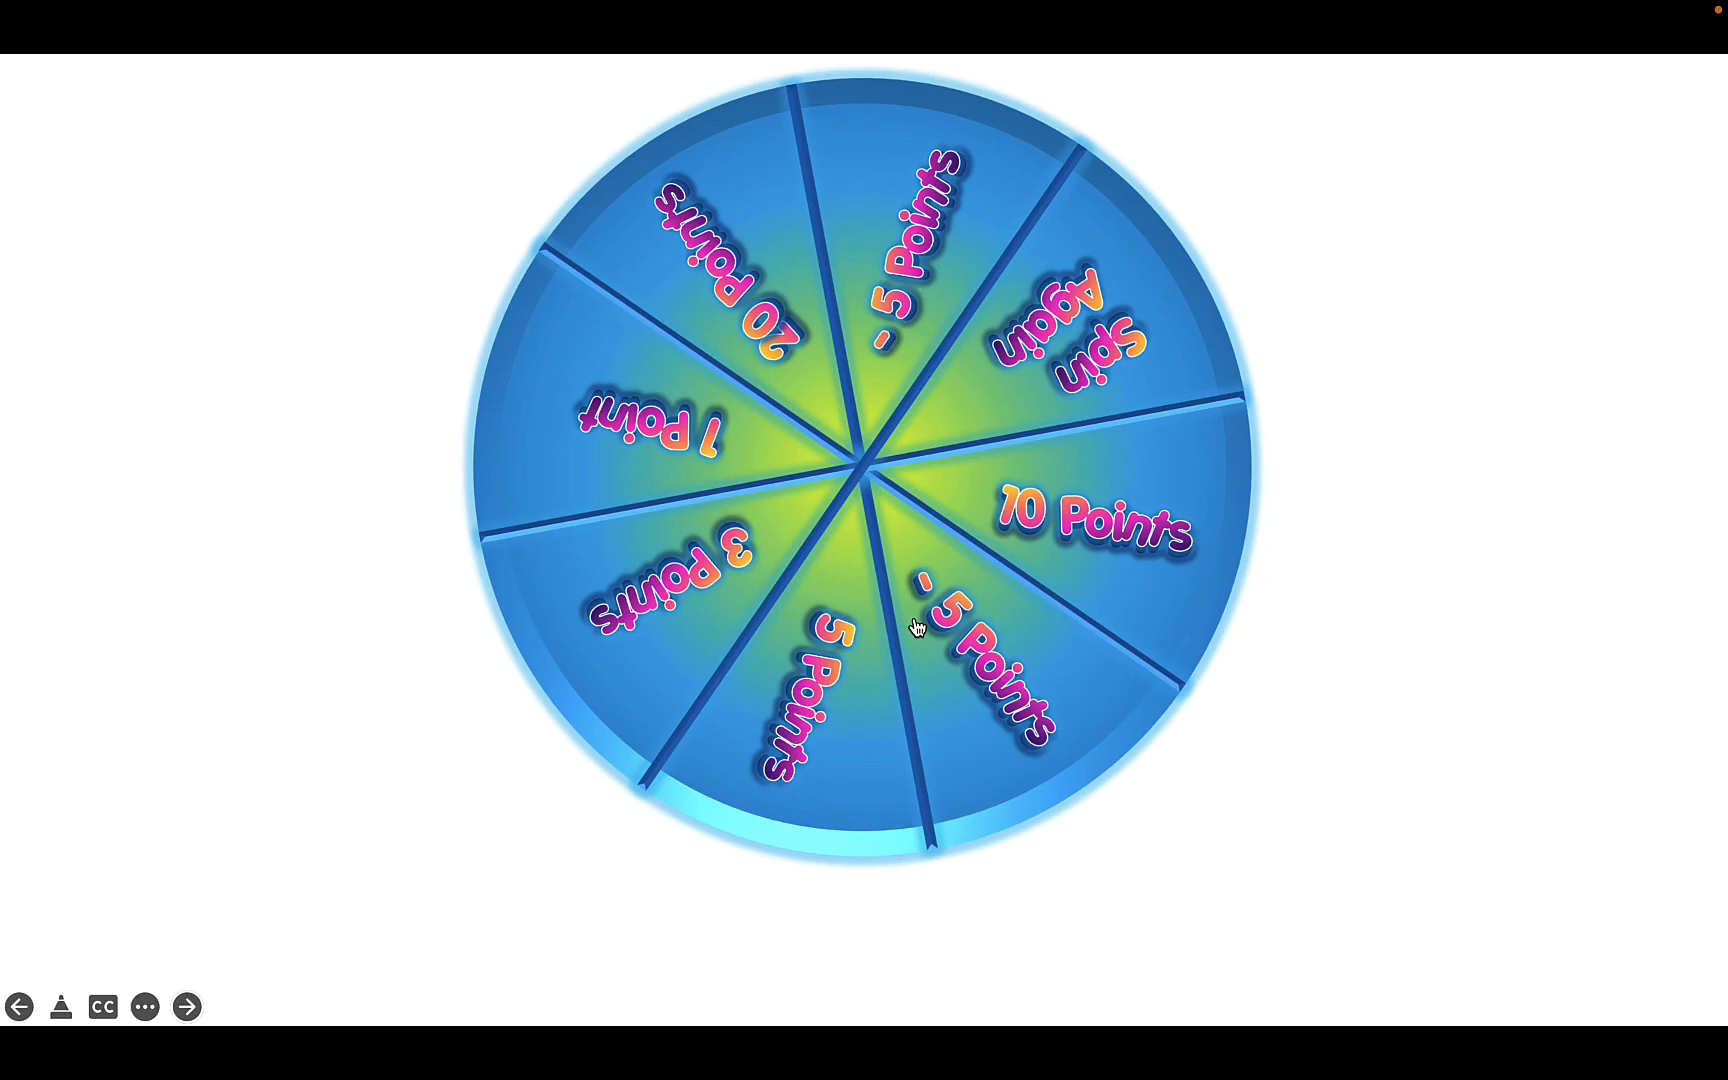 - 5 Points
Spin
Again
10 Points
- 5 Points
5 Points
3 Points
1 Point
20 Points
CC